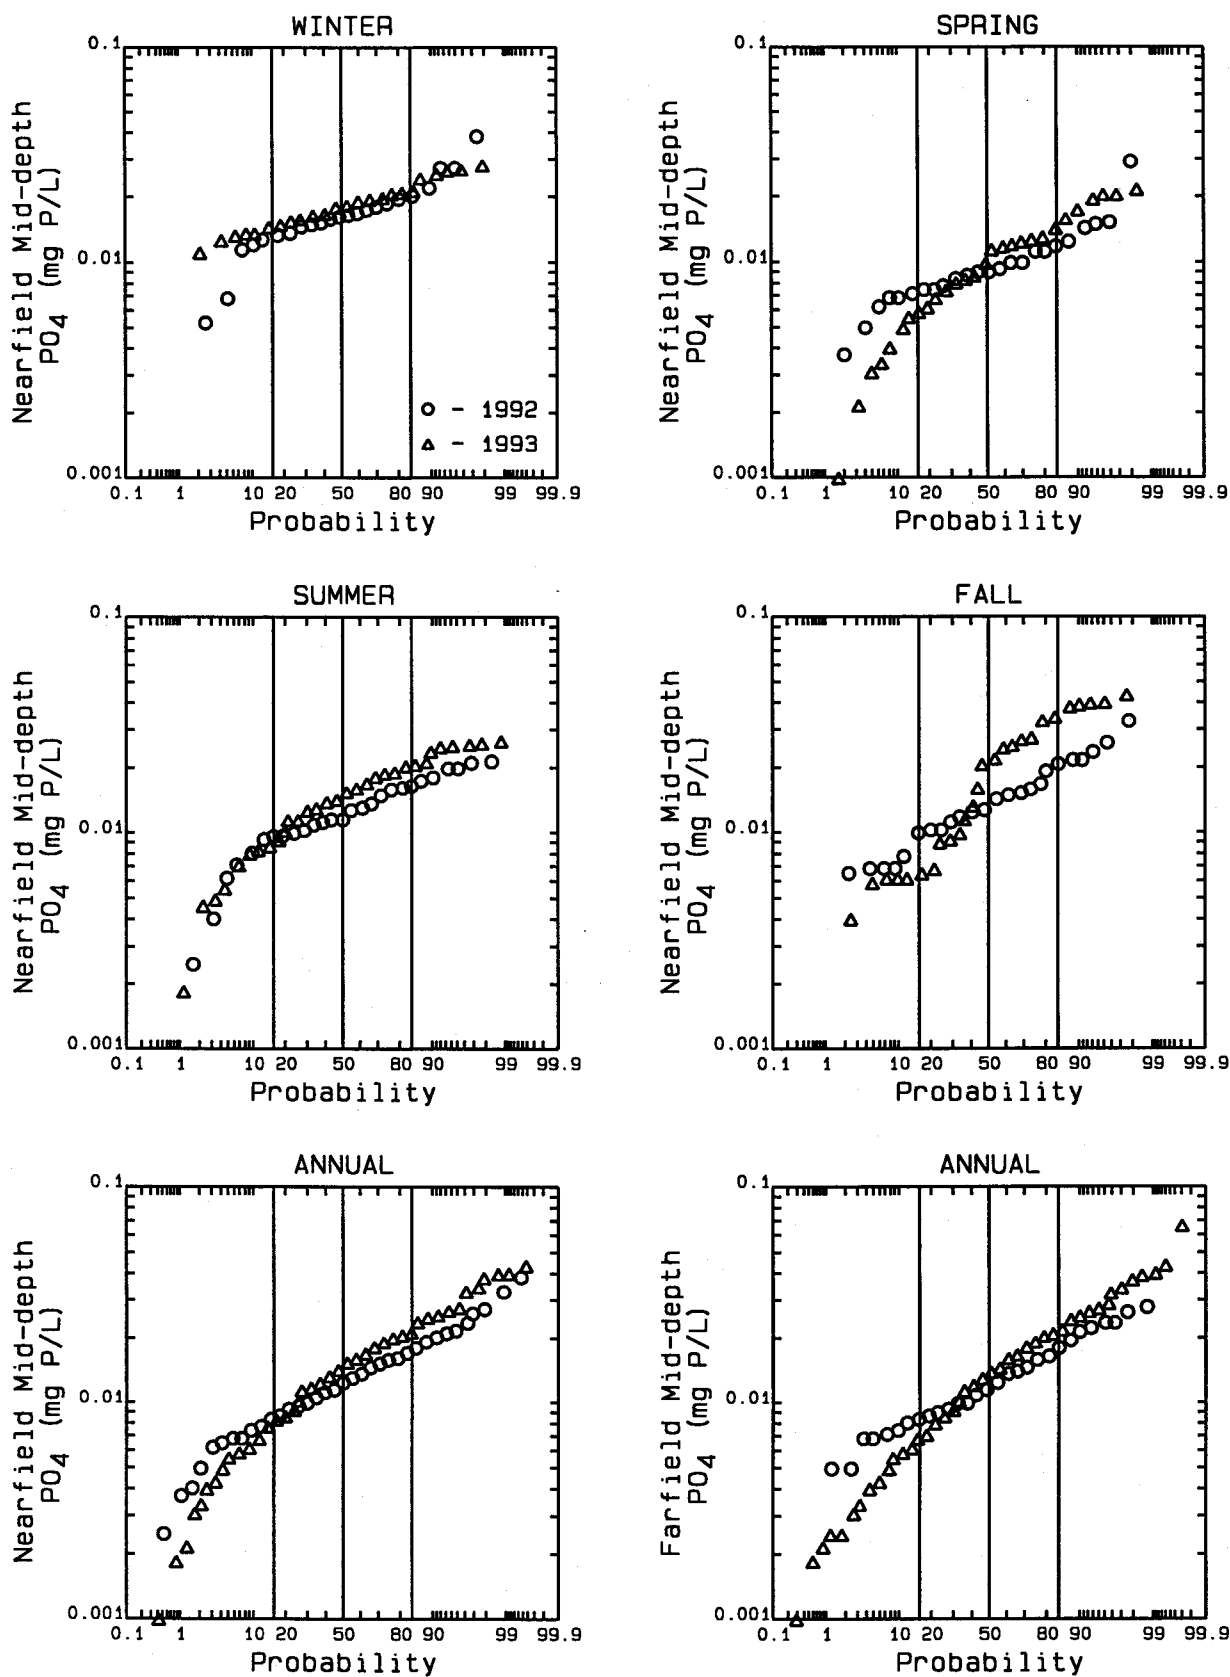 WINTER
0.1
0.01
0.001
Nearfield Mid-depth
PO4 (mg P/L)
○ - 1992
△ - 1993
0.1 1 10 20 50 80 90 99 99.9
Probability
SPRING
0.1
0.01
0.001
Nearfield Mid-depth
PO4 (mg P/L)
0.1 1 10 20 50 80 90 99 99.9
Probability
SUMMER
0.1
0.01
0.001
Nearfield Mid-depth
PO4 (mg P/L)
0.1 1 10 20 50 80 90 99 99.9
Probability
FALL
0.1
0.01
0.001
Nearfield Mid-depth
PO4 (mg P/L)
0.1 1 10 20 50 80 90 99 99.9
Probability
ANNUAL
0.1
0.01
0.001
Nearfield Mid-depth
PO4 (mg P/L)
0.1 1 10 20 50 80 90 99 99.9
Probability
ANNUAL
0.1
0.01
0.001
Farfield Mid-depth
PO4 (mg P/L)
0.1 1 10 20 50 80 90 99 99.9
Probability